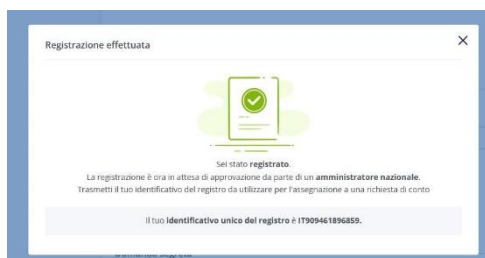 Registrazione effettuata
Sei stato registrato.
La registrazione è ora in attesa di approvazione da parte di un amministratore nazionale.
Trasmetti il tuo identificativo del registro da utilizzare per l'assegnazione a una richiesta di conto
Il tuo identificativo unico del registro è IT909461896859.